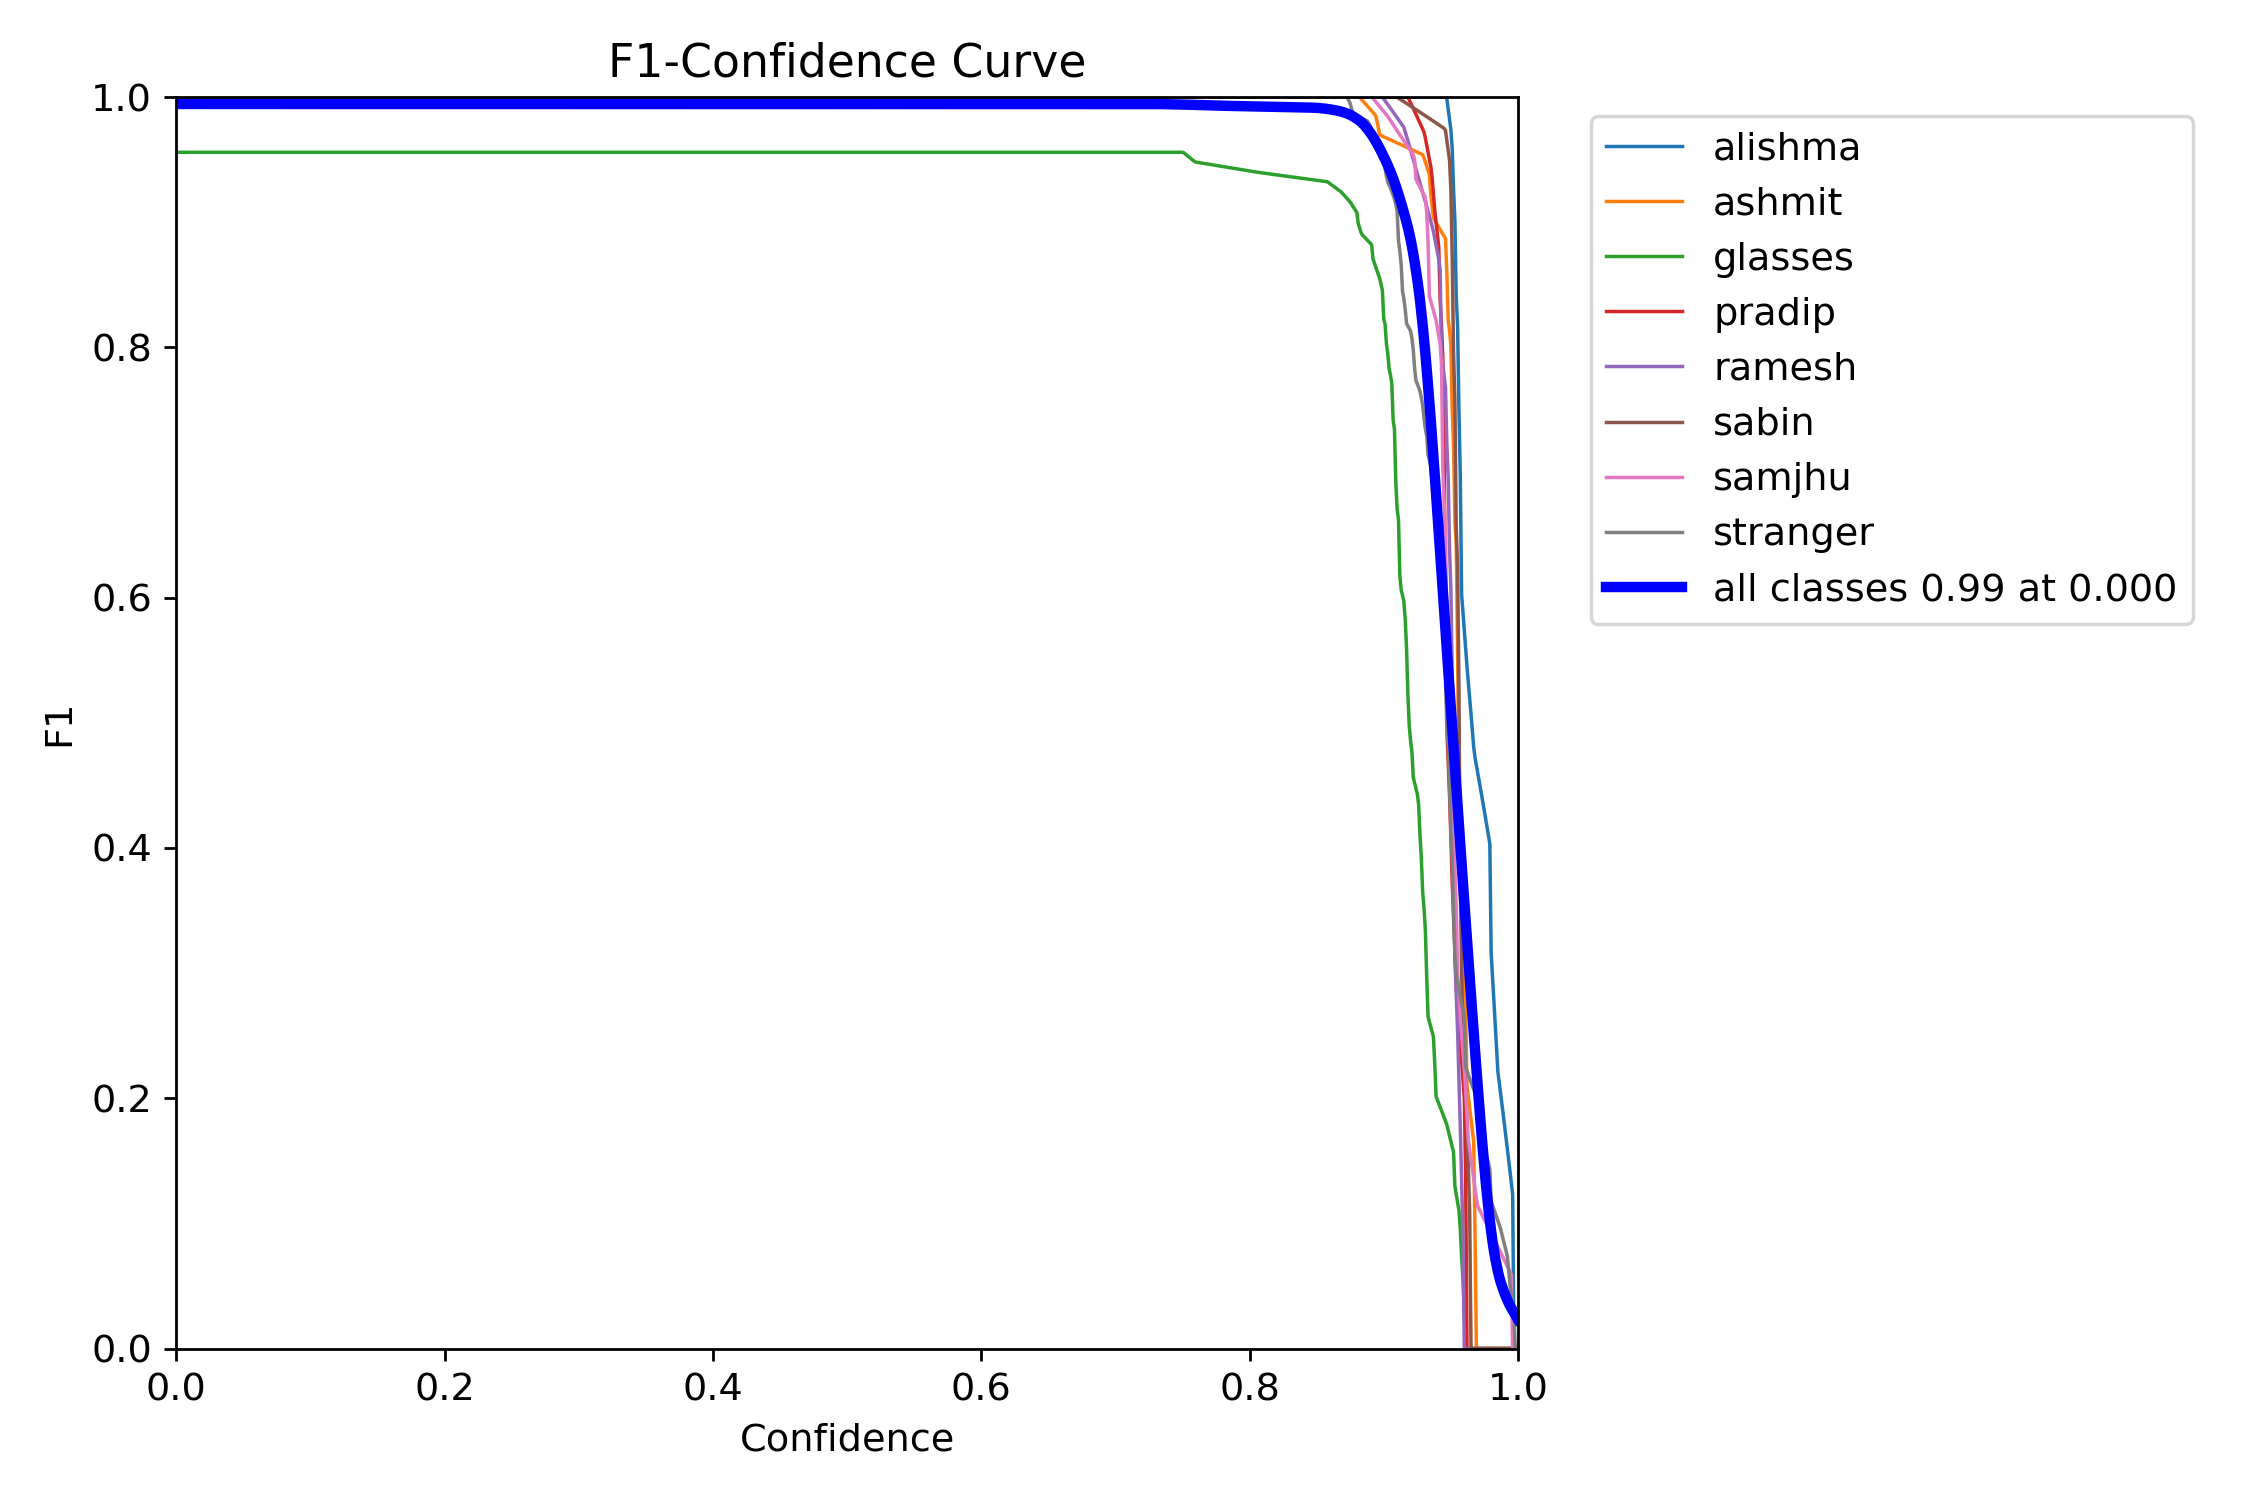 F1-Confidence Curve
1.0
0.8
0.6
0.4
0.2
0.0
F1
0.0 0.2 0.4 0.6 0.8 1.0
Confidence
alishma
ashmit
glasses
pradip
ramesh
sabin
samjhu
stranger
all classes 0.99 at 0.000